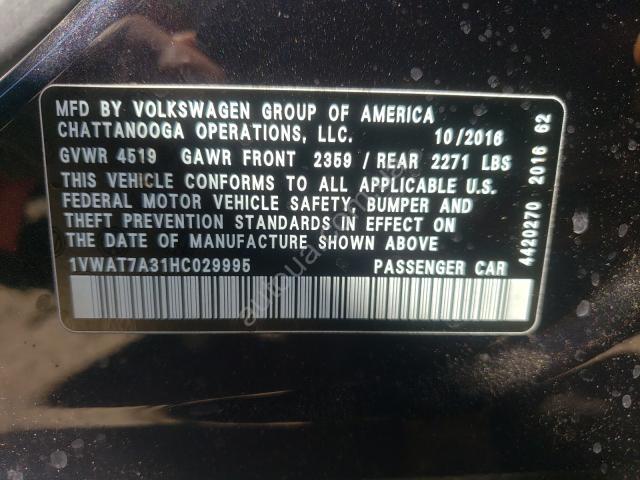 MFD BY VOLKSWAGEN GROUP OF AMERICA
CHATTANOOGA OPERATIONS, LLC. 10/2016
GVWR 4519 GAWR FRONT 2359 / REAR 2271 LBS
THIS VEHICLE CONFORMS TO ALL APPLICABLE U.S.
FEDERAL MOTOR VEHICLE SAFETY, BUMPER AND
THEFT PREVENTION STANDARDS IN EFFECT ON
THE DATE OF MANUFACTURE SHOWN ABOVE
1VWAT7A31HC029995 PASSENGER CAR
4420270 2016 62